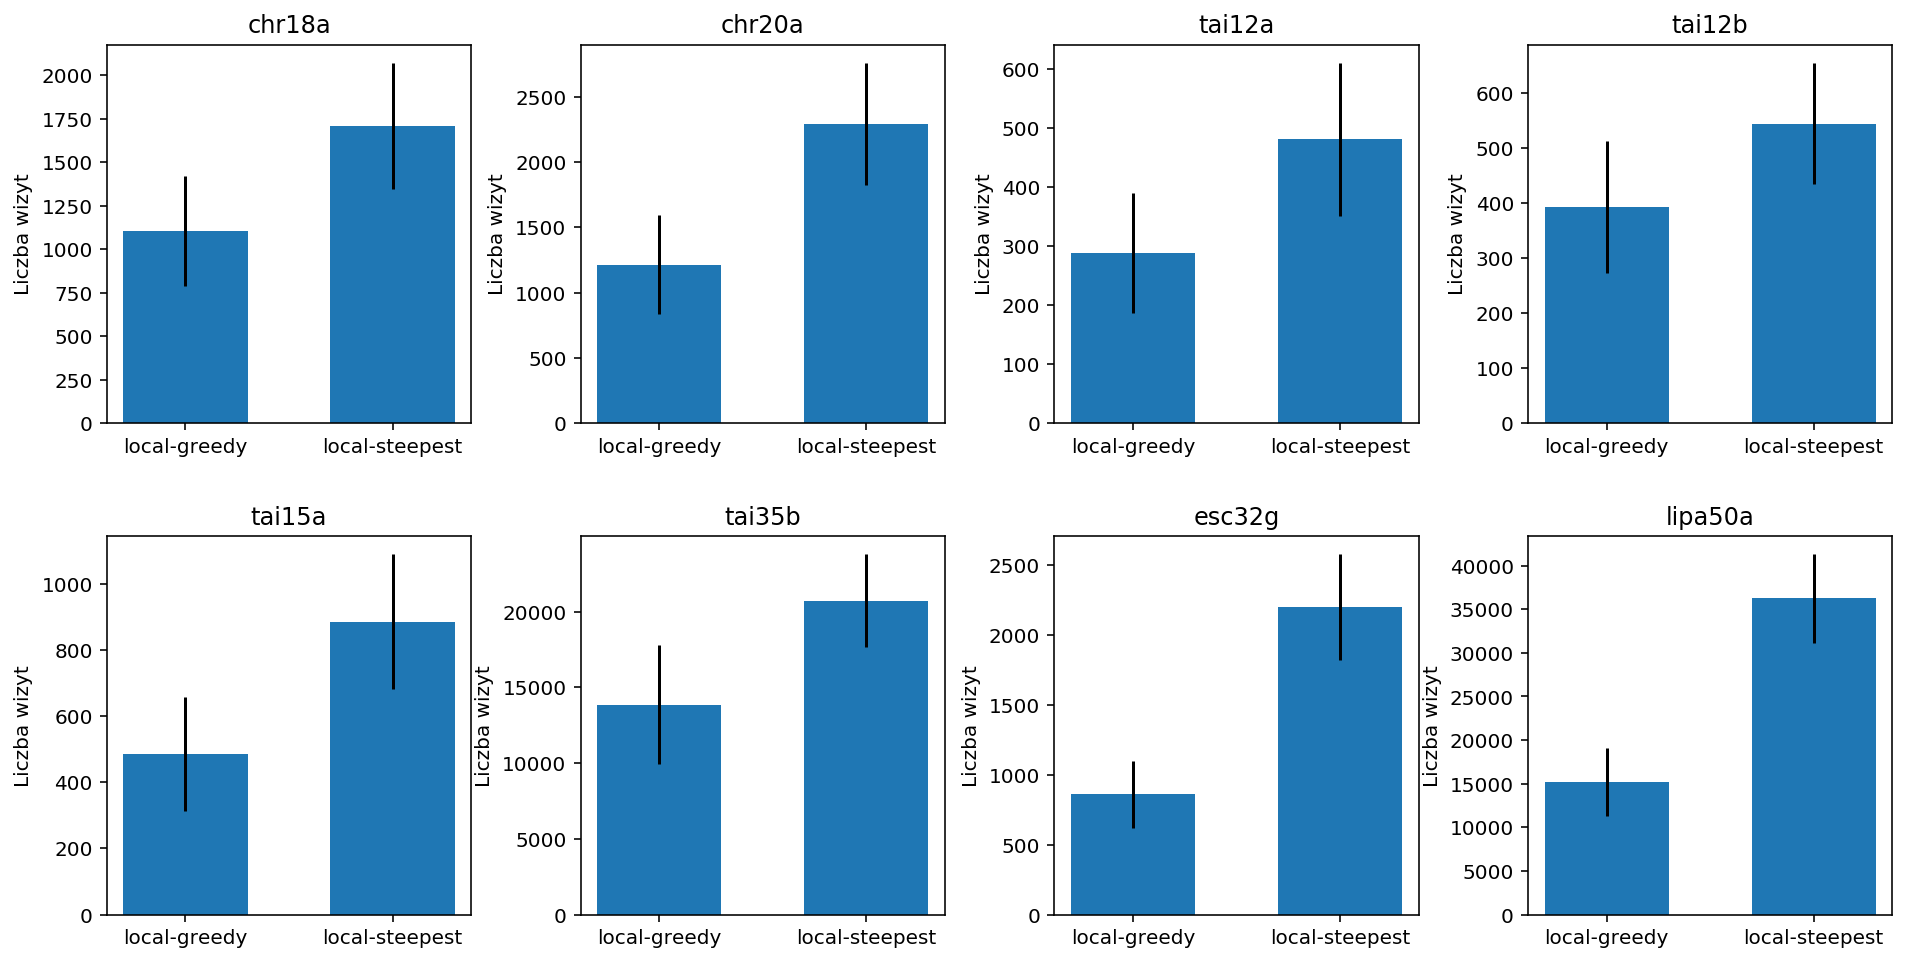 chr18a
Liczba wizyt
2000
1750
1500
1250
1000
750
500
250
0
local-greedy local-steepest
chr20a
Liczba wizyt
2500
2000
1500
1000
500
0
local-greedy local-steepest
tai12a
Liczba wizyt
600
500
400
300
200
100
0
local-greedy local-steepest
tai12b
Liczba wizyt
600
500
400
300
200
100
0
local-greedy local-steepest
tai15a
Liczba wizyt
1000
800
600
400
200
0
local-greedy local-steepest
tai35b
Liczba wizyt
20000
15000
10000
5000
0
local-greedy local-steepest
esc32g
Liczba wizyt
2500
2000
1500
1000
500
0
local-greedy local-steepest
lipa50a
Liczba wizyt
40000
35000
30000
25000
20000
15000
10000
5000
0
local-greedy local-steepest